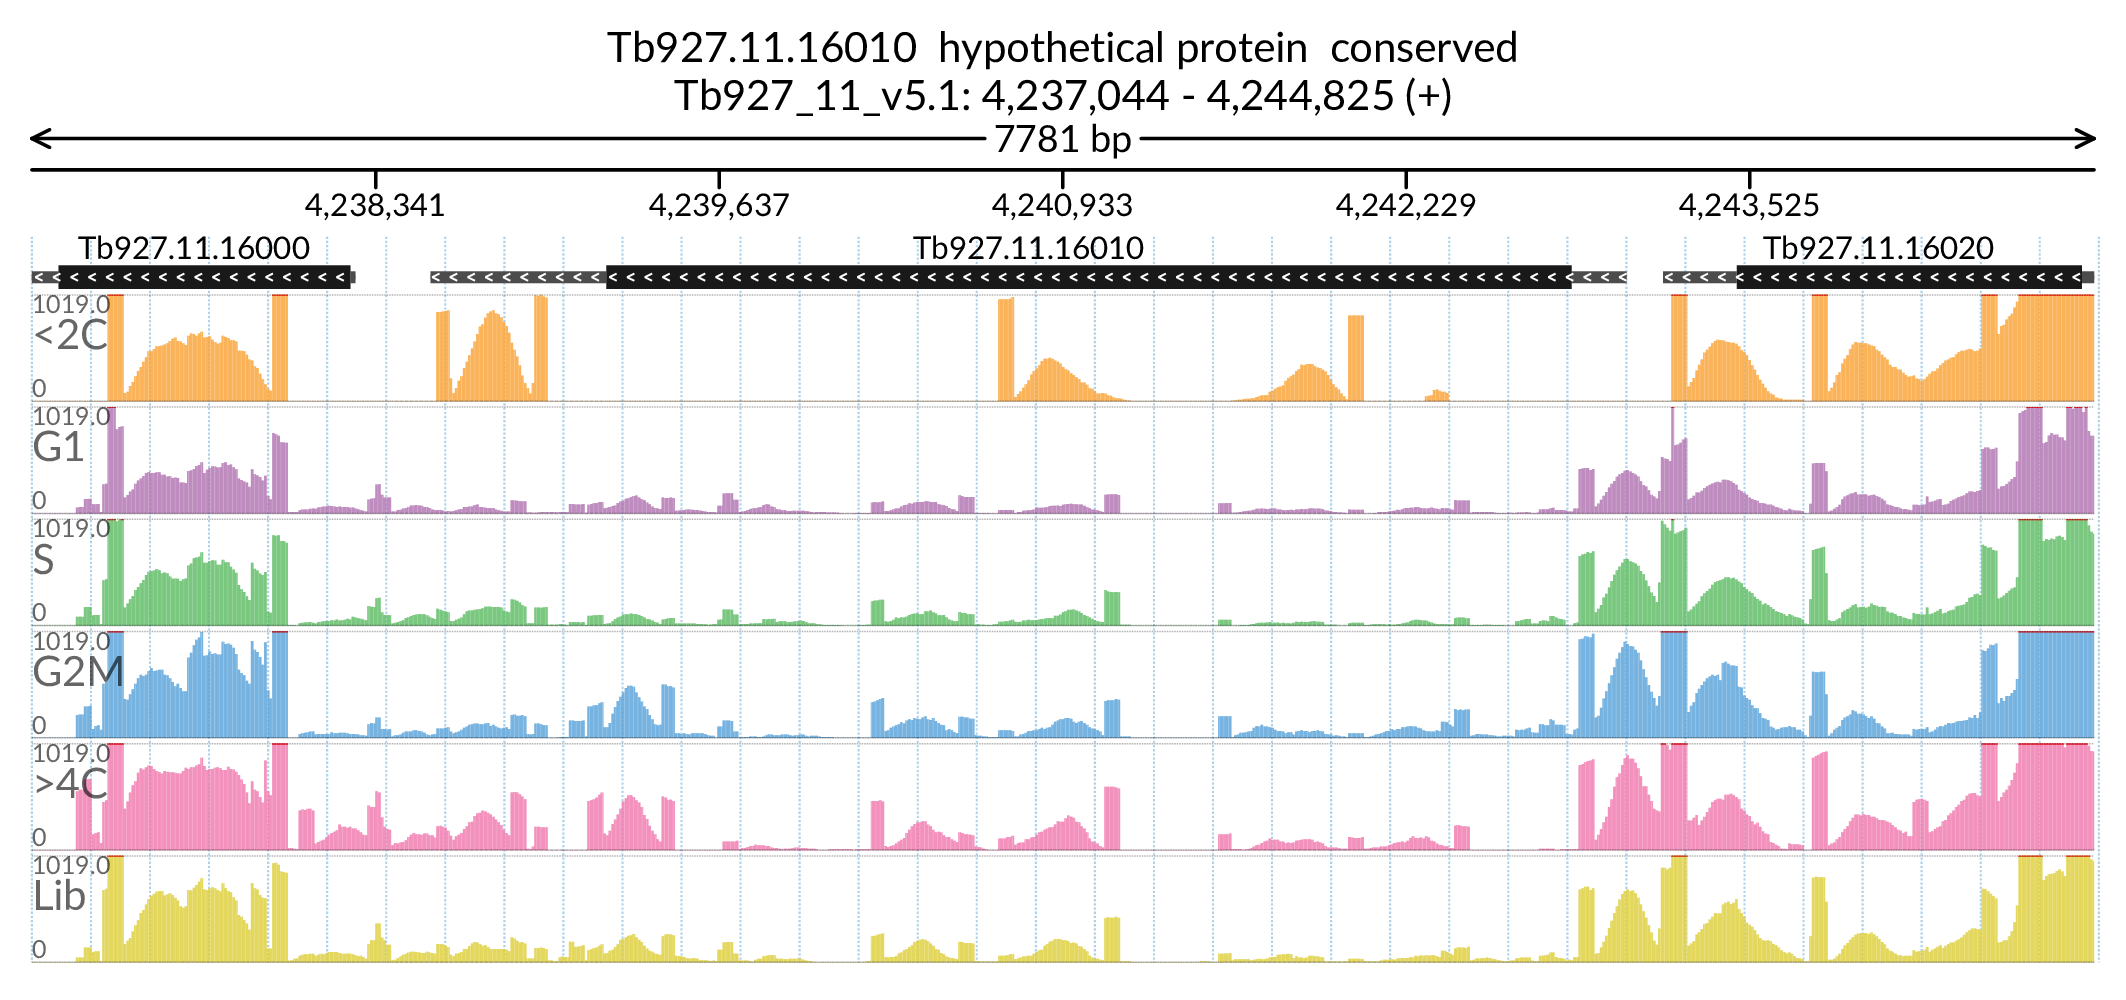 Tb927.11.16010 hypothetical protein conserved
Tb927_11_v5.1: 4,237,044 - 4,244,825 (+)
7781 bp
4,238,341 4,239,637 4,240,933 4,242,229 4,243,525
Tb927.11.16000 Tb927.11.16010 Tb927.11.16020
1019.0
<2C
0
1019.0
G1
0
1019.0
S
0
1019.0
G2M
0
1019.0
>4C
0
1019.0
Lib
0